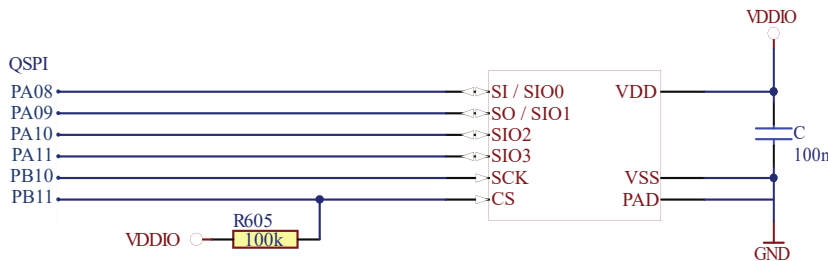 VDDIO
QSPI
PA08 SI / SIO0 VDD
PA09 SO / SIO1
PA10 SIO2 C
PA11 SIO3 100n
PB10 SCK VSS
PB11 CS PAD
R605
VDDIO 100k
GND